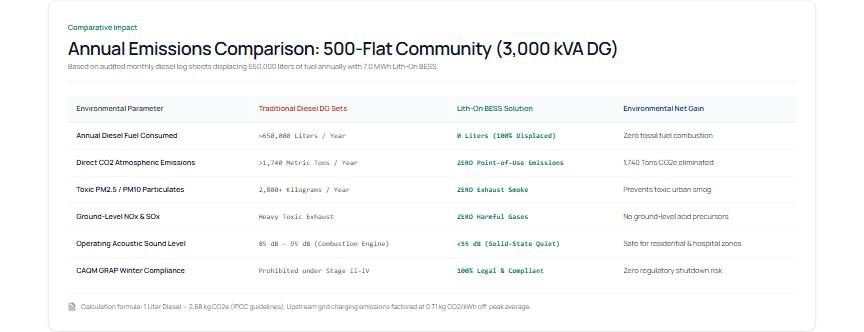 Comparative Impact
Annual Emissions Comparison: 500-Flat Community (3,000 kVA DG)
Based on audited monthly diesel log sheets displacing 650,000 liters of fuel annually with 7.0 MWh Lith-On BESS.
Environmental Parameter Traditional Diesel DG Sets Lith-On BESS Solution Environmental Net Gain
Annual Diesel Fuel Consumed ~650,000 Liters / Year 0 Liters (100% Displaced) Zero fossil fuel combustion
Direct CO2 Atmospheric Emissions >1,740 Metric Tons / Year ZERO Point-of-Use Emissions 1,740 Tons CO2e eliminated
Toxic PM2.5 / PM10 Particulates 2,800+ Kilograms / Year ZERO Exhaust Smoke Prevents toxic urban smog
Ground-Level NOx & SOx Heavy Toxic Exhaust ZERO Harmful Gases No ground-level acid precursors
Operating Acoustic Sound Level 85 dB - 95 dB (Combustion Engine) <55 dB (Solid-State Quiet) Safe for residential & hospital zones
CAQM GRAP Winter Compliance Prohibited under Stage II-IV 100% Legal & Compliant Zero regulatory shutdown risk
Calculation formula: 1 Liter Diesel ~ 2.68 kg CO2e (IPCC guidelines). Upstream grid charging emissions factored at 0.71 kg CO2/kWh off-peak average.